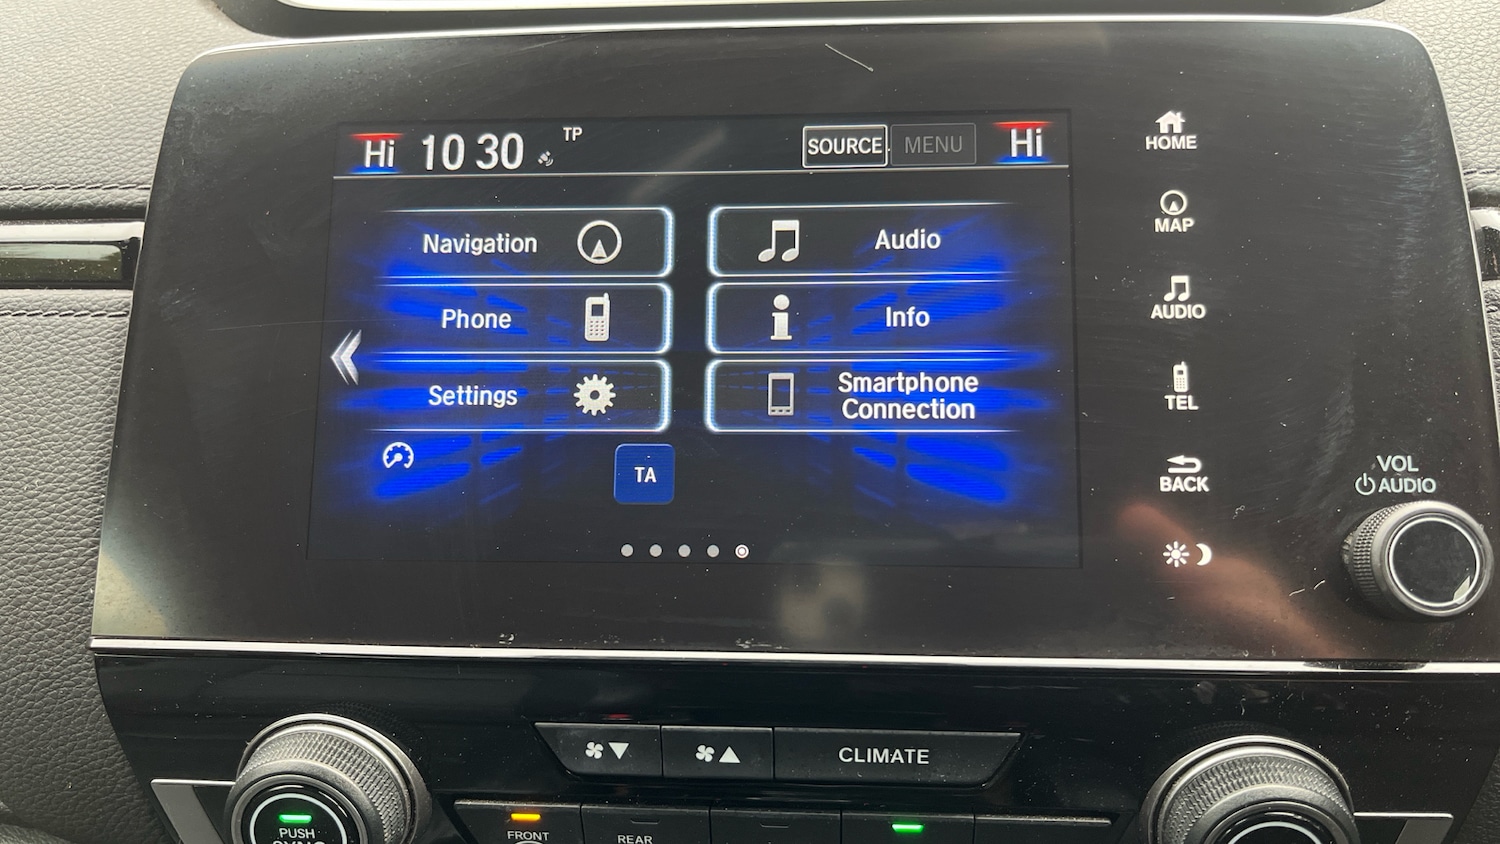 Hi 10 30 TP SOURCE MENU Hi
Navigation
Audio
Phone
Info
Settings
Smartphone
Connection
TA
HOME
MAP
AUDIO
TEL
BACK
VOL
AUDIO
CLIMATE
PUSH
SYNC
FRONT
REAR